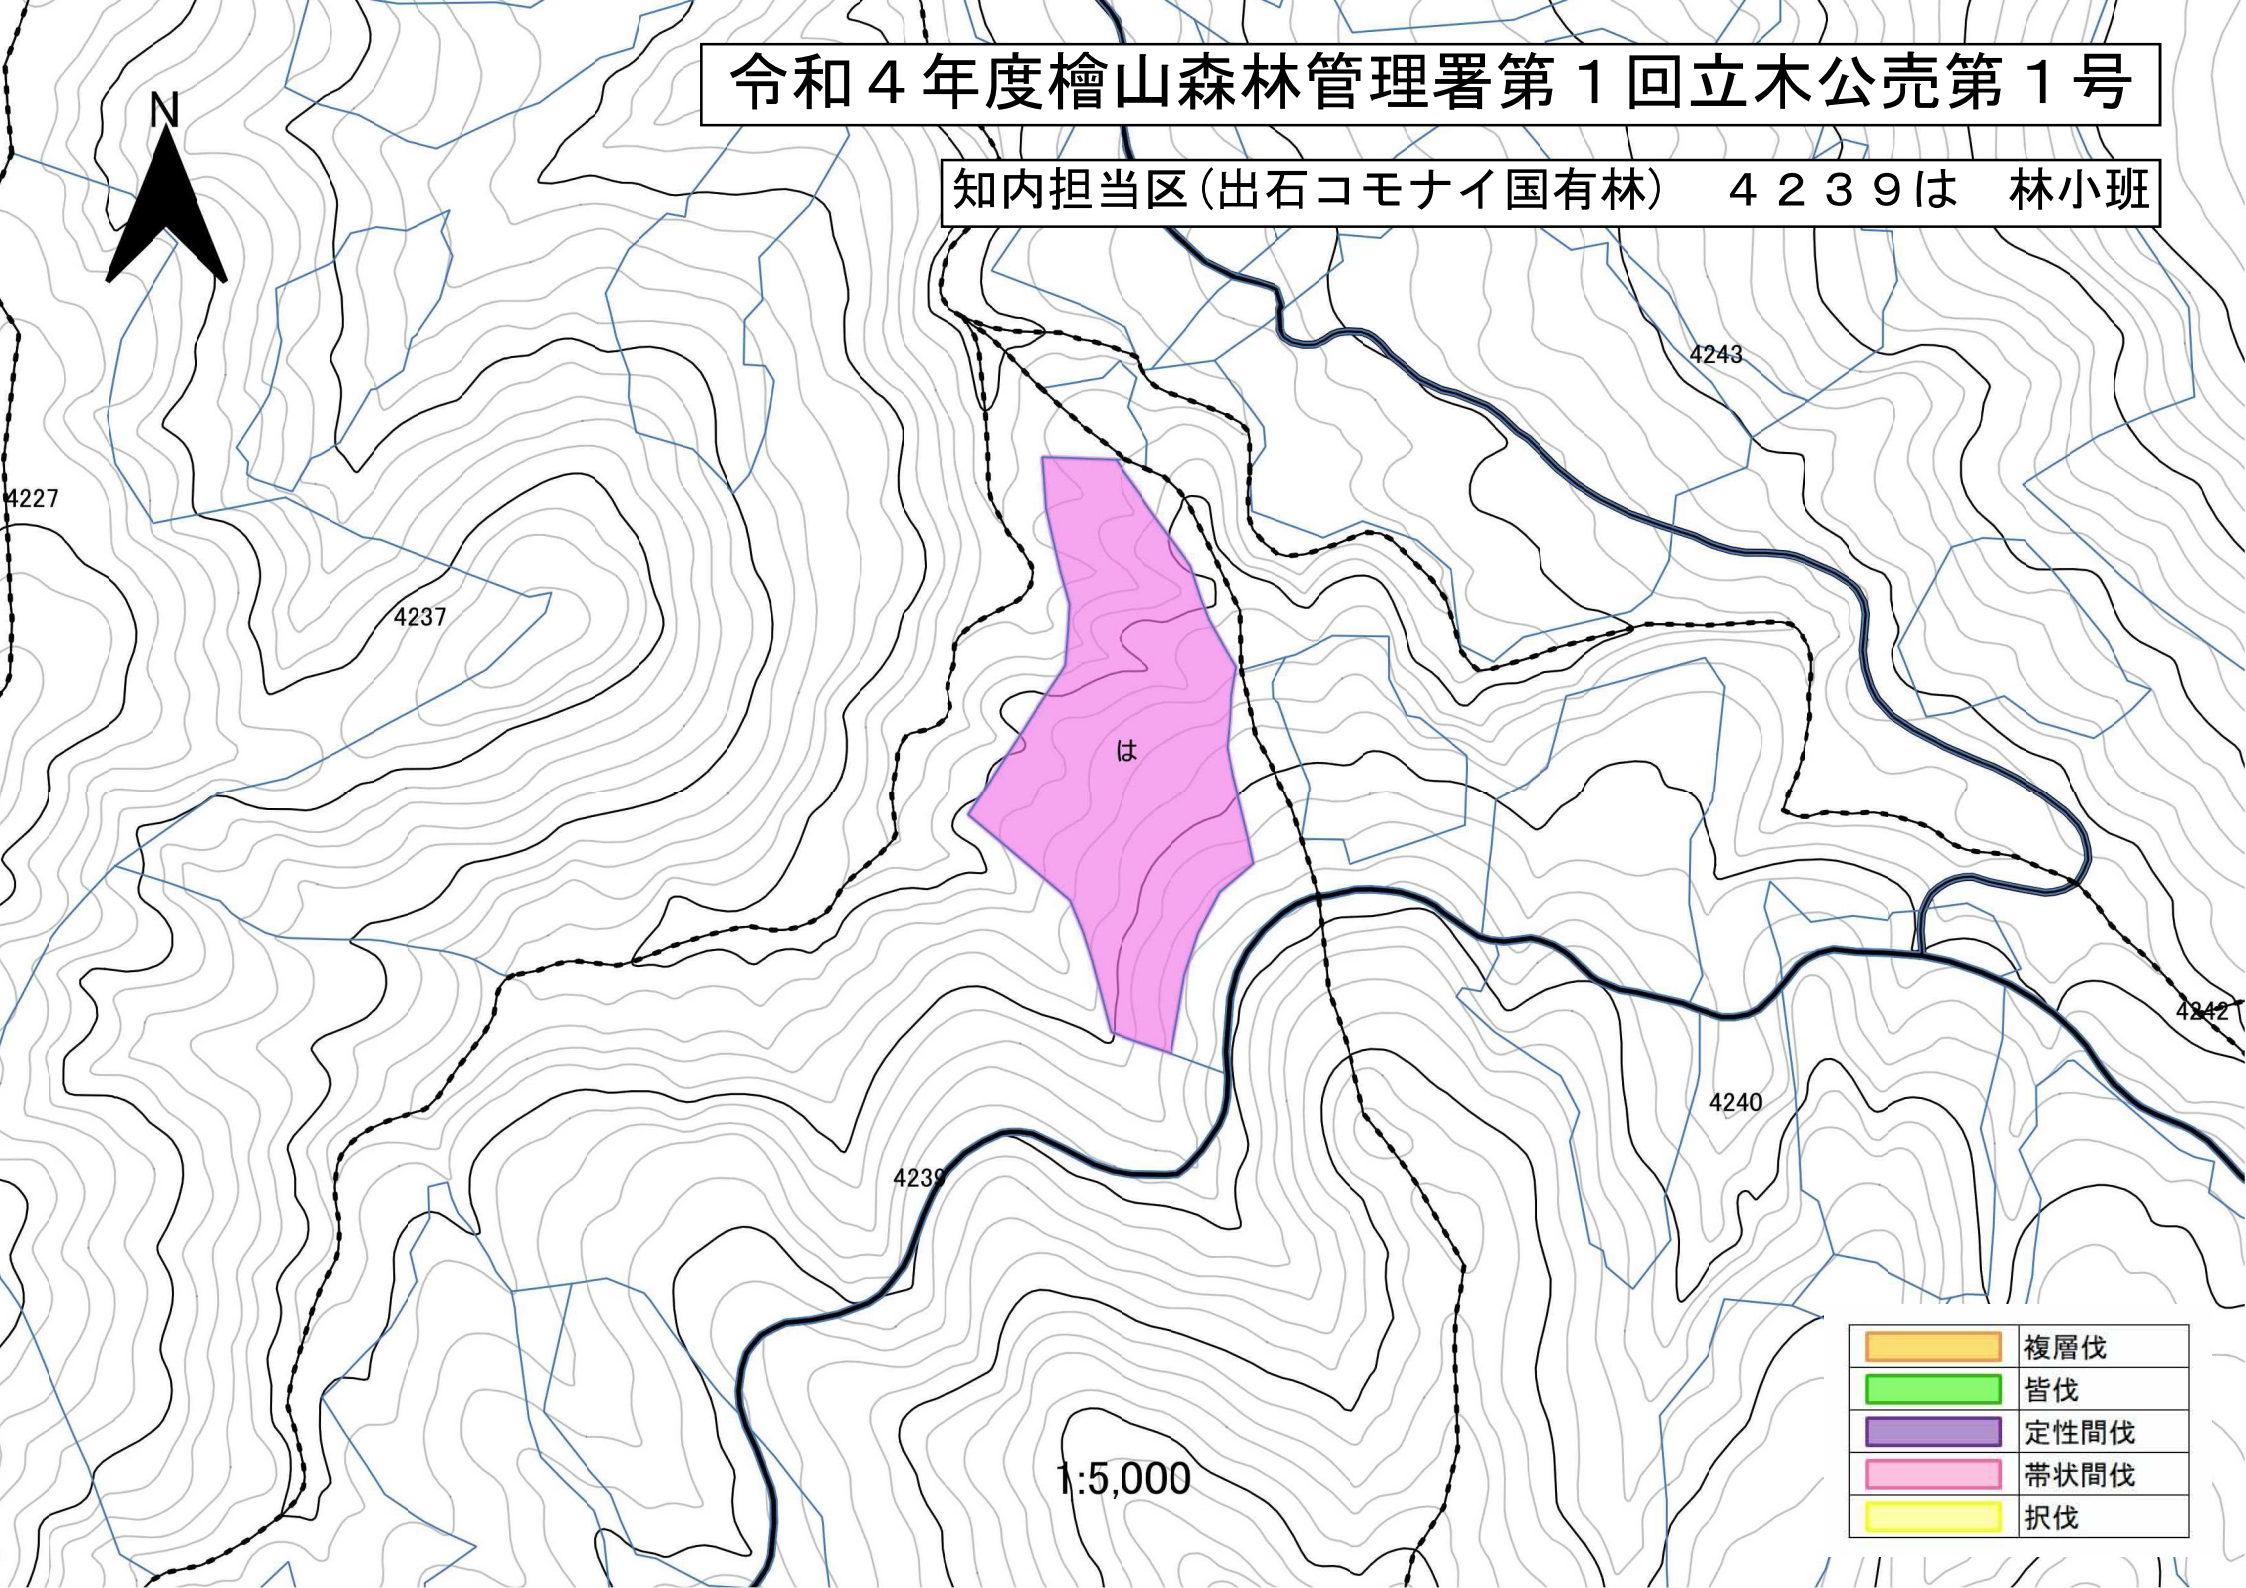 令和４年度檜山森林管理署第１回立木公売第１号
N
知内担当区(出石コモナイ国有林)　４２３９は　林小班
4243
4227
4237
は
4242
4240
4239
1:5,000
複層伐
皆伐
定性間伐
帯状間伐
択伐